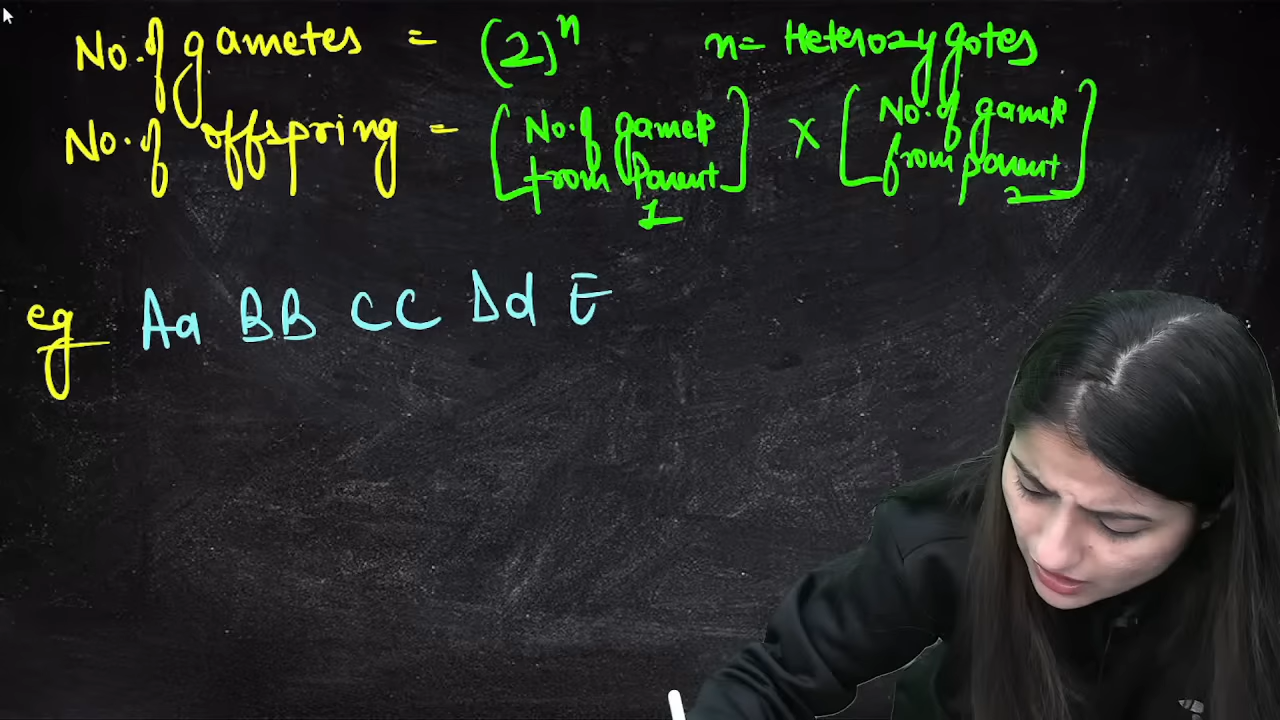 No. of gametes = (2)^n n = Heterozygotes
No. of offspring = [No. of gamete from Parent 1] X [No. of gamete from parent 2]
eg Aa BB CC Dd E